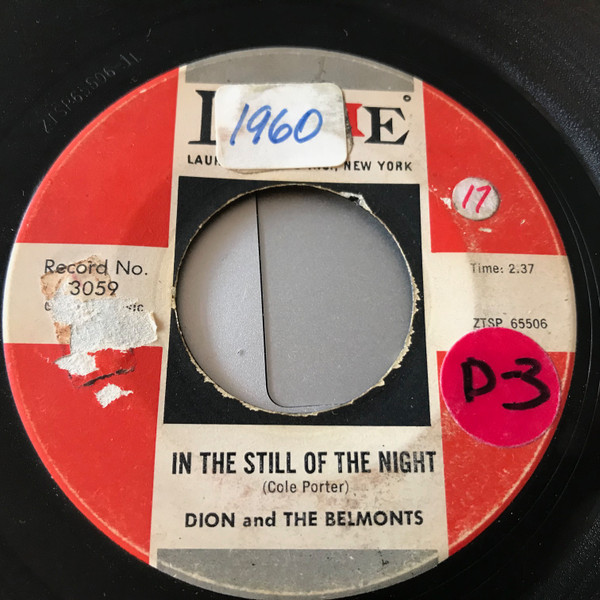 1960
NEW YORK
17
Record No.
3059
Time: 2.37
ZTSP 65506
D-3
IN THE STILL OF THE NIGHT
(Cole Porter)
DION and THE BELMONTS